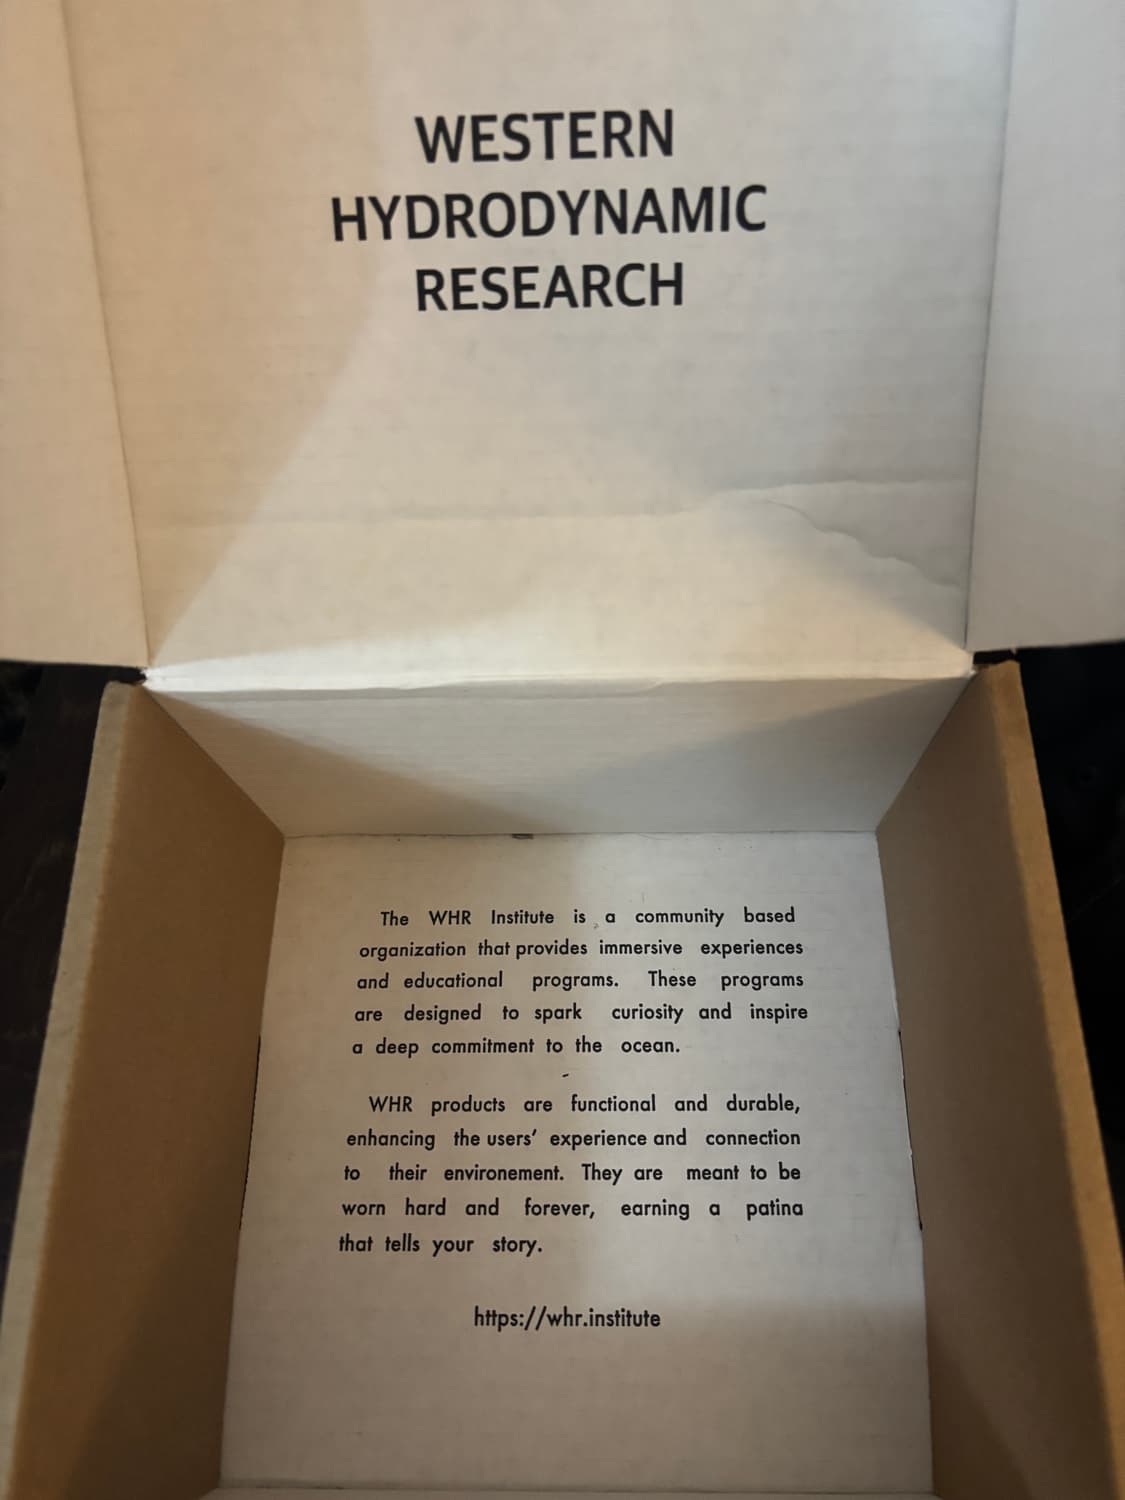 WESTERN
HYDRODYNAMIC
RESEARCH
The WHR Institute is a community based
organization that provides immersive experiences
and educational programs. These programs
are designed to spark curiosity and inspire
a deep commitment to the ocean.
WHR products are functional and durable,
enhancing the users’ experience and connection
to their environement. They are meant to be
worn hard and forever, earning a patina
that tells your story.
https://whr.institute